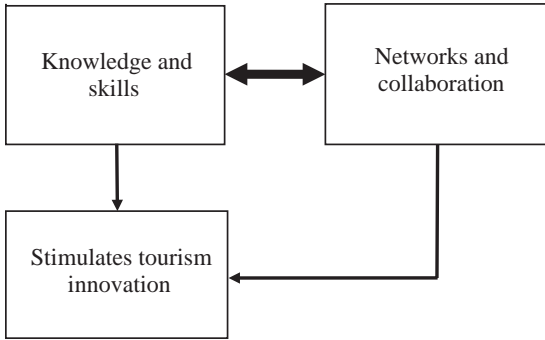 Knowledge and
skills
Networks and
collaboration
Stimulates tourism
innovation